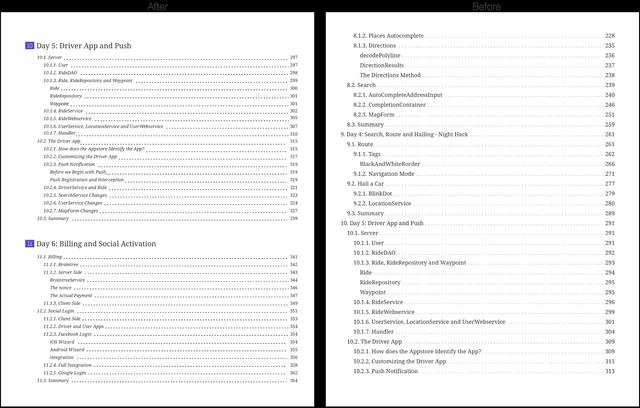 After
10 Day 5: Driver App and Push
10.1. Server 297
10.1.1. User 297
10.1.2. RideDAO 298
10.1.3. Ride, RideRepository and Waypoint 299
Ride 300
RideRepository 301
Waypoint 301
10.1.4. RideService 302
10.1.5. RideWebservice 305
10.1.6. UserService, LocationService and UserWebservice 307
10.1.7. Handler 310
10.2. The Driver App 315
10.2.1. How does the Appstore Identify the App? 315
10.2.2. Customizing the Driver App 317
10.2.3. Push Notification 319
Before we Begin with Push 319
Push Registration and Interception 319
10.2.4. DriverService and Ride 321
10.2.5. SearchService Changes 323
10.2.6. UserService Changes 324
10.2.7. MapForm Changes 327
10.3. Summary 339
11 Day 6: Billing and Social Activation
11.1. Billing 341
11.1.1. Braintree 342
11.1.2. Server Side 343
BraintreeService 344
The nonce 346
The Actual Payment 347
11.1.3. Client Side 349
11.2. Social Login 351
11.2.1. Client Side 353
11.2.2. Driver and User Apps 354
11.2.3. Facebook Login 354
iOS Wizard 354
Android Wizard 355
Integration 356
11.2.4. Full Integration 358
11.2.5. Google Login 362
11.3. Summary 364
Before
8.1.2. Places Autocomplete 228
8.1.3. Directions 235
decodePolyline 236
DirectionResults 237
The Directions Method 238
8.2. Search 239
8.2.1. AutoCompleteAddressInput 240
8.2.2. CompletionContainer 246
8.2.3. MapForm 251
8.3. Summary 259
9. Day 4: Search, Route and Hailing - Night Hack 261
9.1. Route 261
9.1.1. Tags 262
BlackAndWhiteBorder 266
9.1.2. Navigation Mode 271
9.2. Hail a Car 277
9.2.1. BlinkDot 279
9.2.2. LocationService 280
9.3. Summary 289
10. Day 5: Driver App and Push 291
10.1. Server 291
10.1.1. User 291
10.1.2. RideDAO 292
10.1.3. Ride, RideRepository and Waypoint 293
Ride 294
RideRepository 295
Waypoint 295
10.1.4. RideService 296
10.1.5. RideWebservice 299
10.1.6. UserService, LocationService and UserWebservice 301
10.1.7. Handler 304
10.2. The Driver App 309
10.2.1. How does the Appstore Identify the App? 309
10.2.2. Customizing the Driver App 311
10.2.3. Push Notification 313